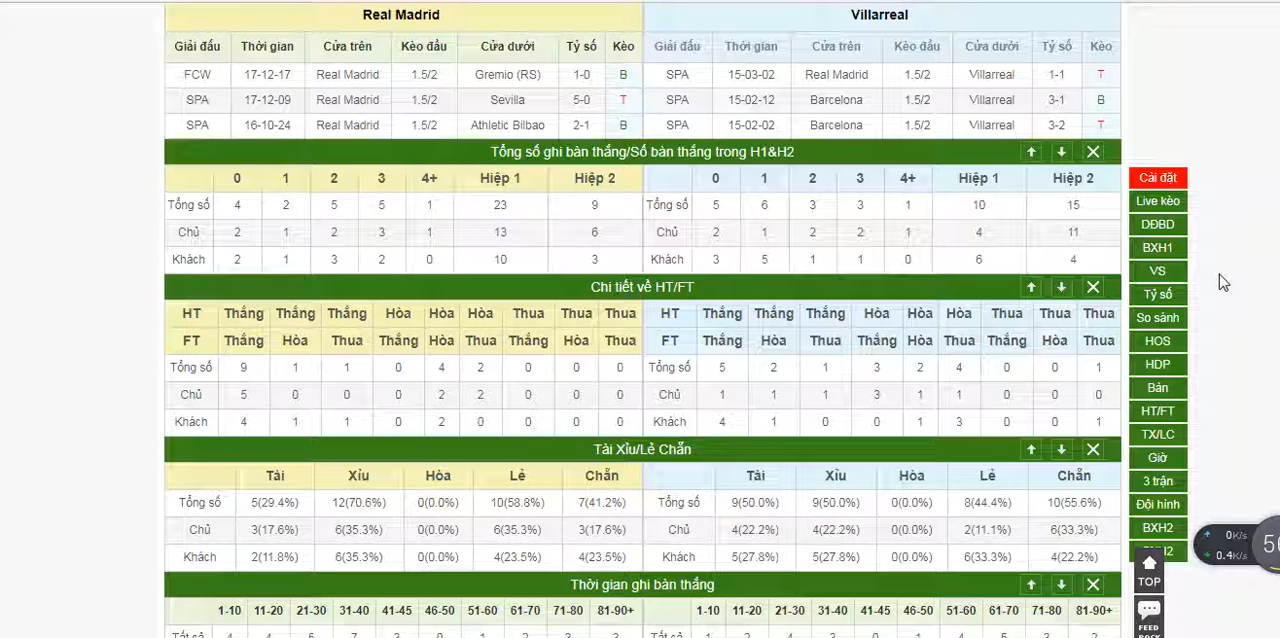 Real Madrid Villarreal
Giải đấu Thời gian Cửa trên Kèo đầu Cửa dưới Tỷ số Kèo Giải đấu Thời gian Cửa trên Kèo đầu Cửa dưới Tỷ số Kèo
FCW 17-12-17 Real Madrid 1.5/2 Gremio (RS) 1-0 B SPA 15-03-02 Real Madrid 1.5/2 Villarreal 1-1 T
SPA 17-12-09 Real Madrid 1.5/2 Sevilla 5-0 T SPA 15-02-12 Barcelona 1.5/2 Villarreal 3-1 B
SPA 16-10-24 Real Madrid 1.5/2 Athletic Bilbao 2-1 B SPA 15-02-02 Barcelona 1.5/2 Villarreal 3-2 T
Tổng số ghi bàn thắng/Số bàn thắng trong H1&H2
0 1 2 3 4+ Hiệp 1 Hiệp 2 0 1 2 3 4+ Hiệp 1 Hiệp 2
Tổng số 4 2 5 5 1 23 9 Tổng số 5 6 3 3 1 10 15
Chủ 2 1 2 3 1 13 6 Chủ 2 1 2 2 1 4 11
Khách 2 1 3 2 0 10 3 Khách 3 5 1 1 0 6 4
Chi tiết về HT/FT
HT Thắng Thắng Thắng Hòa Hòa Hòa Thua Thua Thua HT Thắng Thắng Thắng Hòa Hòa Hòa Thua Thua Thua
FT Thắng Hòa Thua Thắng Hòa Thua Thắng Hòa Thua FT Thắng Hòa Thua Thắng Hòa Thua Thắng Hòa Thua
Tổng số 9 1 1 0 4 2 0 0 0 Tổng số 5 2 1 3 2 4 0 0 1
Chủ 5 0 0 0 2 2 0 0 0 Chủ 1 1 1 3 1 1 0 0 0
Khách 4 1 1 0 2 0 0 0 0 Khách 4 1 0 0 1 3 0 0 1
Tài Xỉu/Lẻ Chẵn
Tài Xỉu Hòa Lẻ Chẵn Tài Xỉu Hòa Lẻ Chẵn
Tổng số 5(29.4%) 12(70.6%) 0(0.0%) 10(58.8%) 7(41.2%) Tổng số 9(50.0%) 9(50.0%) 0(0.0%) 8(44.4%) 10(55.6%)
Chủ 3(17.6%) 6(35.3%) 0(0.0%) 6(35.3%) 3(17.6%) Chủ 4(22.2%) 4(22.2%) 0(0.0%) 2(11.1%) 6(33.3%)
Khách 2(11.8%) 6(35.3%) 0(0.0%) 4(23.5%) 4(23.5%) Khách 5(27.8%) 5(27.8%) 0(0.0%) 6(33.3%) 4(22.2%)
Thời gian ghi bàn thắng
1-10 11-20 21-30 31-40 41-45 46-50 51-60 61-70 71-80 81-90+ 1-10 11-20 21-30 31-40 41-45 46-50 51-60 61-70 71-80 81-90+
Cài đặt
Live kèo
DĐBD
BXH1
VS
Tỷ số
So sánh
HOS
HDP
Bàn
HT/FT
TX/LC
Giờ
3 trận
Đội hình
BXH2
TOP
FEED
0K/s
0.4K/s
56